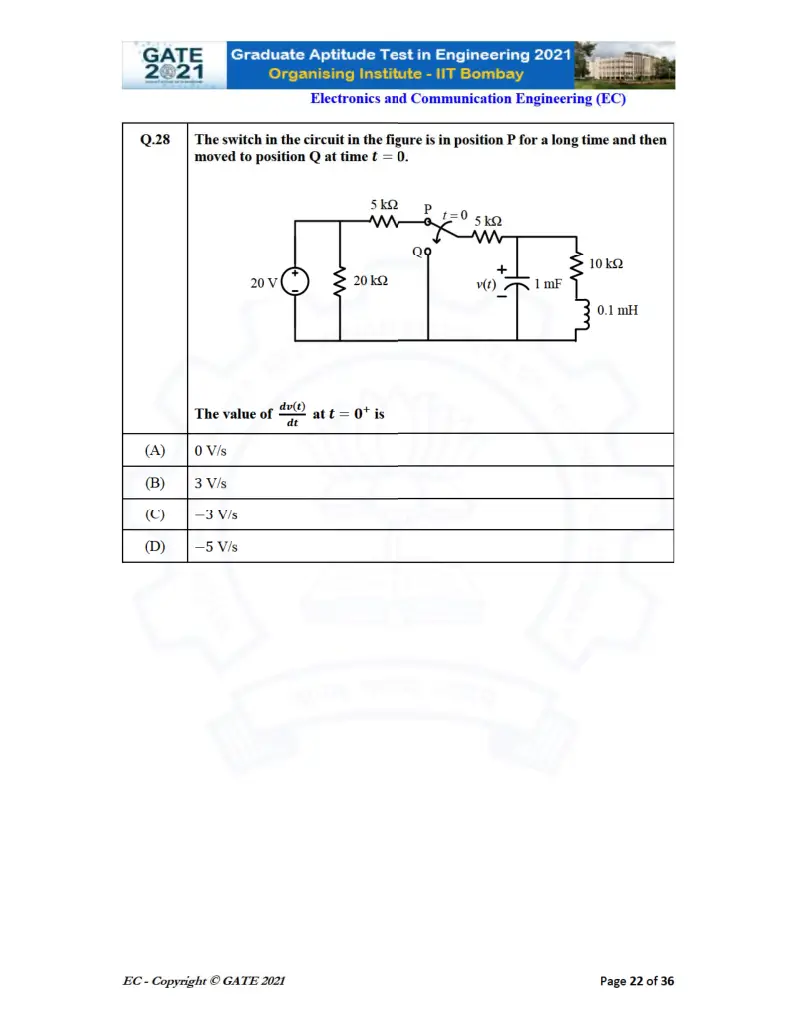 GATE 2021
Graduate Aptitude Test in Engineering 2021
Organising Institute - IIT Bombay
Electronics and Communication Engineering (EC)
Q.28 The switch in the circuit in the figure is in position P for a long time and then
moved to position Q at time t = 0.
5 kΩ
P
t = 0
5 kΩ
Q
10 kΩ
20 V
+
−
20 kΩ
+
v(t)
−
1 mF
0.1 mH
The value of dv(t)/dt at t = 0⁺ is
(A) 0 V/s
(B) 3 V/s
(C) −3 V/s
(D) −5 V/s
EC - Copyright © GATE 2021
Page 22 of 36